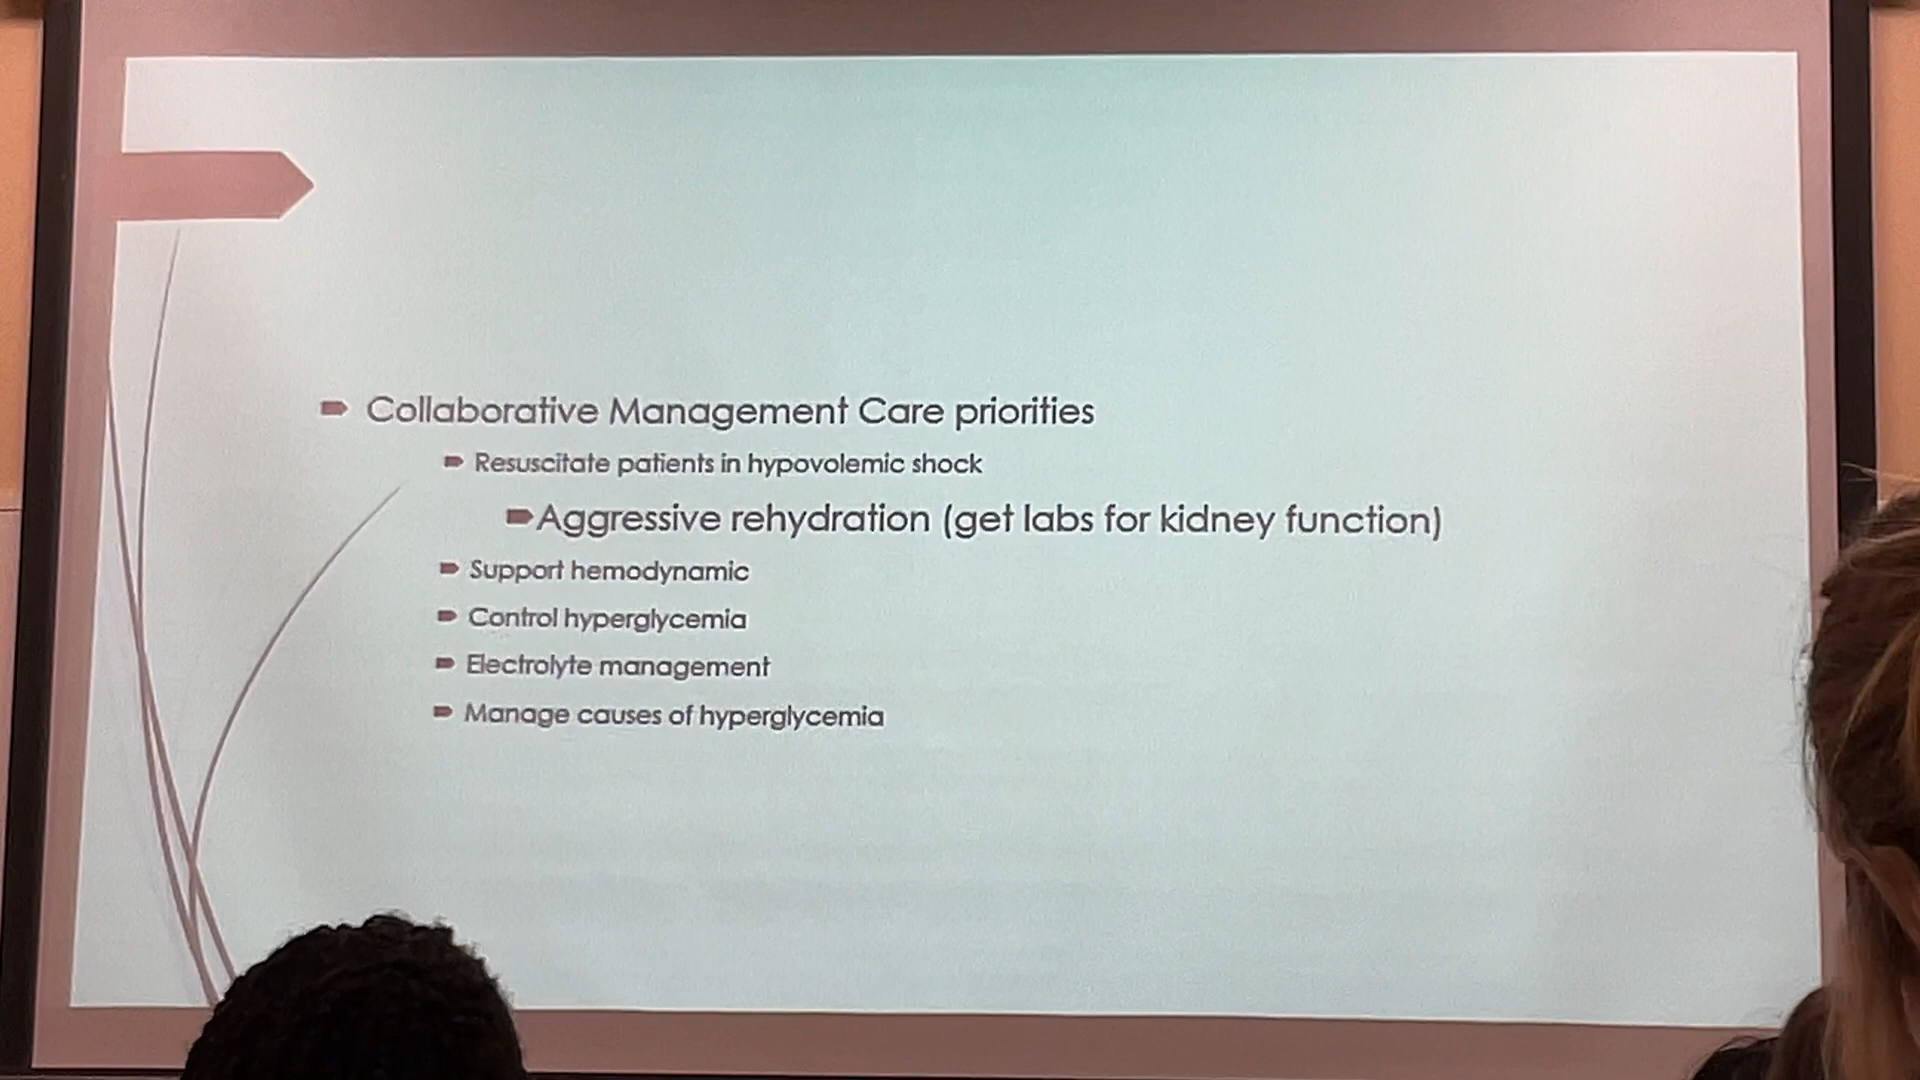 Collaborative Management Care priorities
Resuscitate patients in hypovolemic shock
Aggressive rehydration (get labs for kidney function)
Support hemodynamic
Control hyperglycemia
Electrolyte management
Manage causes of hyperglycemia